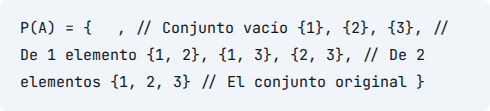 P(A) = {   , // Conjunto vacío {1}, {2}, {3}, //
De 1 elemento {1, 2}, {1, 3}, {2, 3}, // De 2
elementos {1, 2, 3} // El conjunto original }